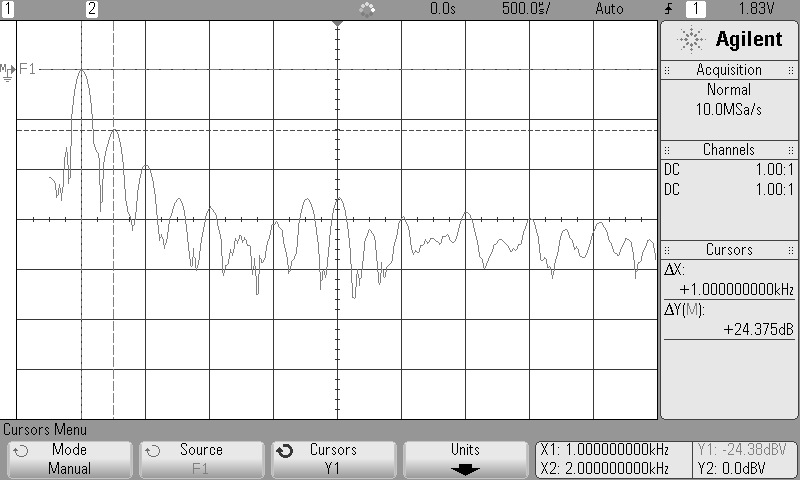 1 2 0.0s 500.0㎲/ Auto 1 1.83V
M F1
Agilent
Acquisition
Normal
10.0MSa/s
Channels
DC 1.00:1
DC 1.00:1
Cursors
ΔX:
+1.000000000kHz
ΔY(M):
+24.375dB
Cursors Menu
Mode
Manual
Source
F1
Cursors
Y1
Units
X1: 1.000000000kHz
X2: 2.000000000kHz
Y1: -24.38dBV
Y2: 0.0dBV